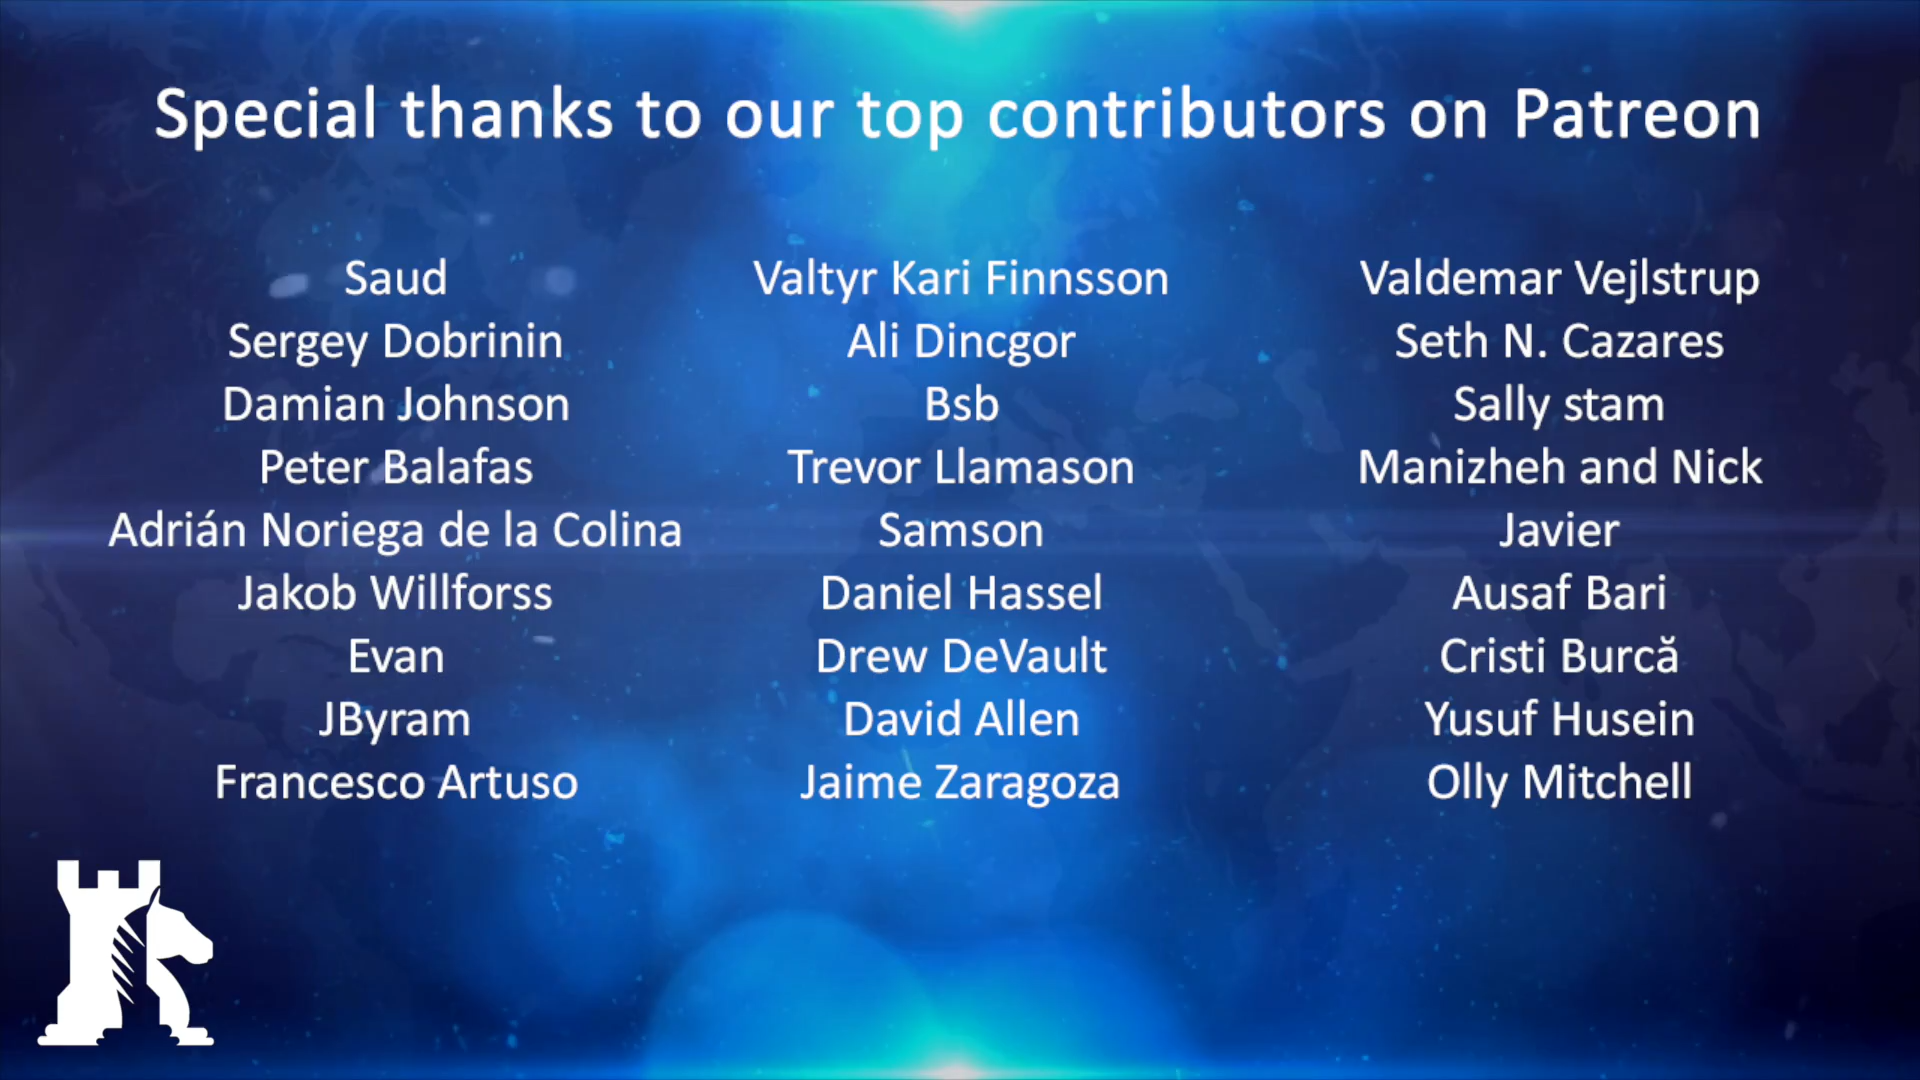 Special thanks to our top contributors on Patreon
Saud
Sergey Dobrinin
Damian Johnson
Peter Balafas
Adrián Noriega de la Colina
Jakob Willforss
Evan
JByram
Francesco Artuso
Valtyr Kari Finnsson
Ali Dincgor
Bsb
Trevor Llamason
Samson
Daniel Hassel
Drew DeVault
David Allen
Jaime Zaragoza
Valdemar Vejlstrup
Seth N. Cazares
Sally stam
Manizheh and Nick
Javier
Ausaf Bari
Cristi Burcă
Yusuf Husein
Olly Mitchell